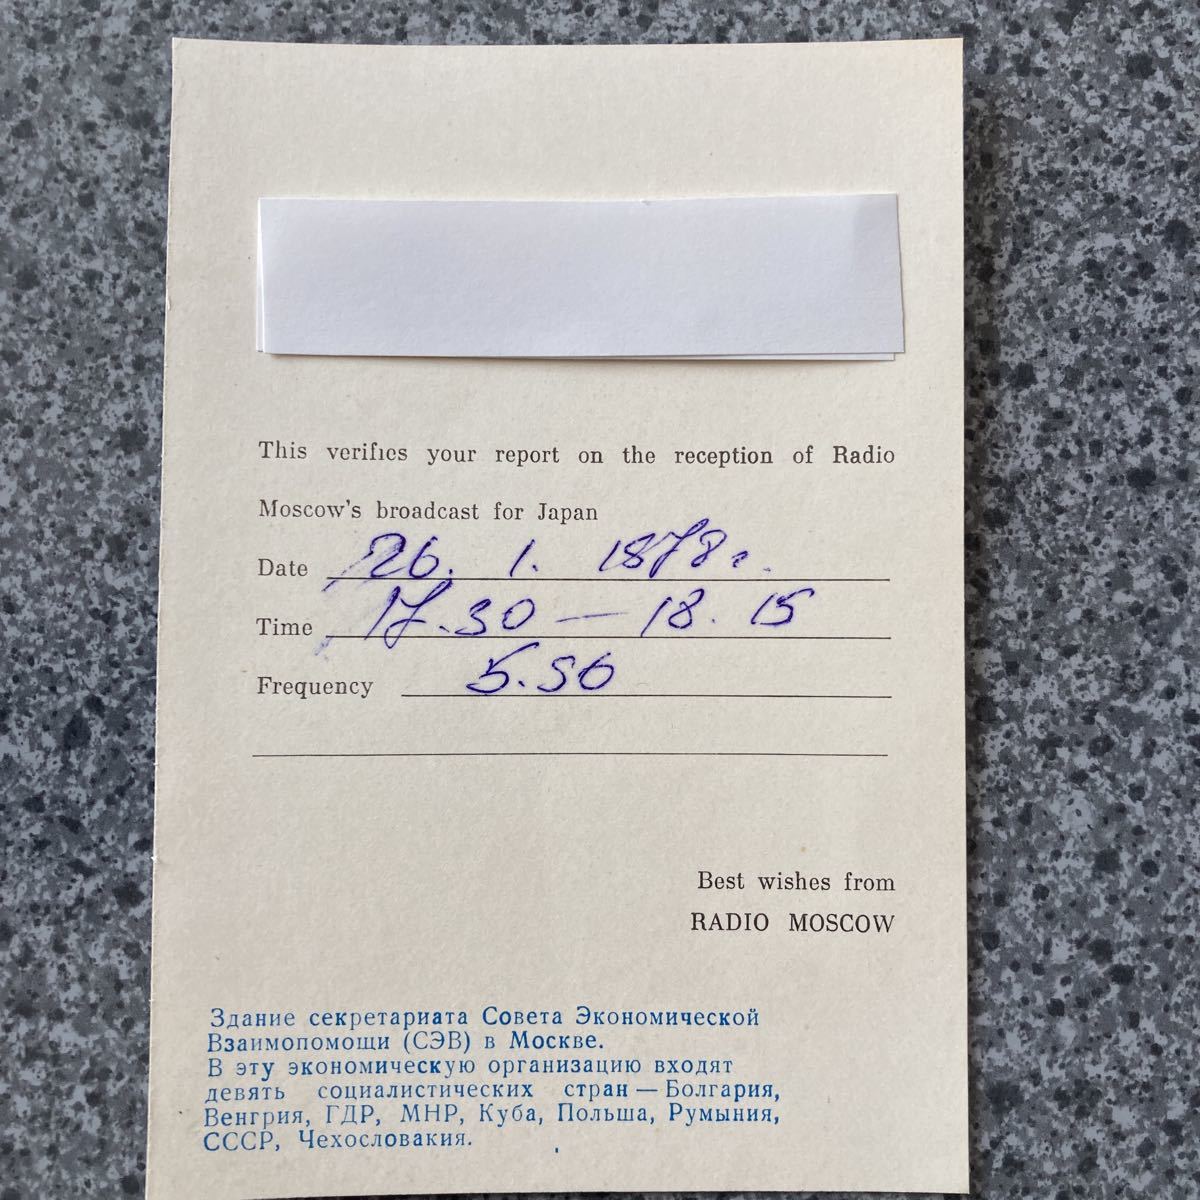 This verifies your report on the reception of Radio
Moscow's broadcast for Japan
Date 26. 1. 1878г.
Time 17.30 — 18.15
Frequency 5.56
Best wishes from
RADIO MOSCOW
Здание секретариата Совета Экономической
Взаимопомощи (СЭВ) в Москве.
В эту экономическую организацию входят
девять социалистических стран — Болгария,
Венгрия, ГДР, МНР, Куба, Польша, Румыния,
СССР, Чехословакия.